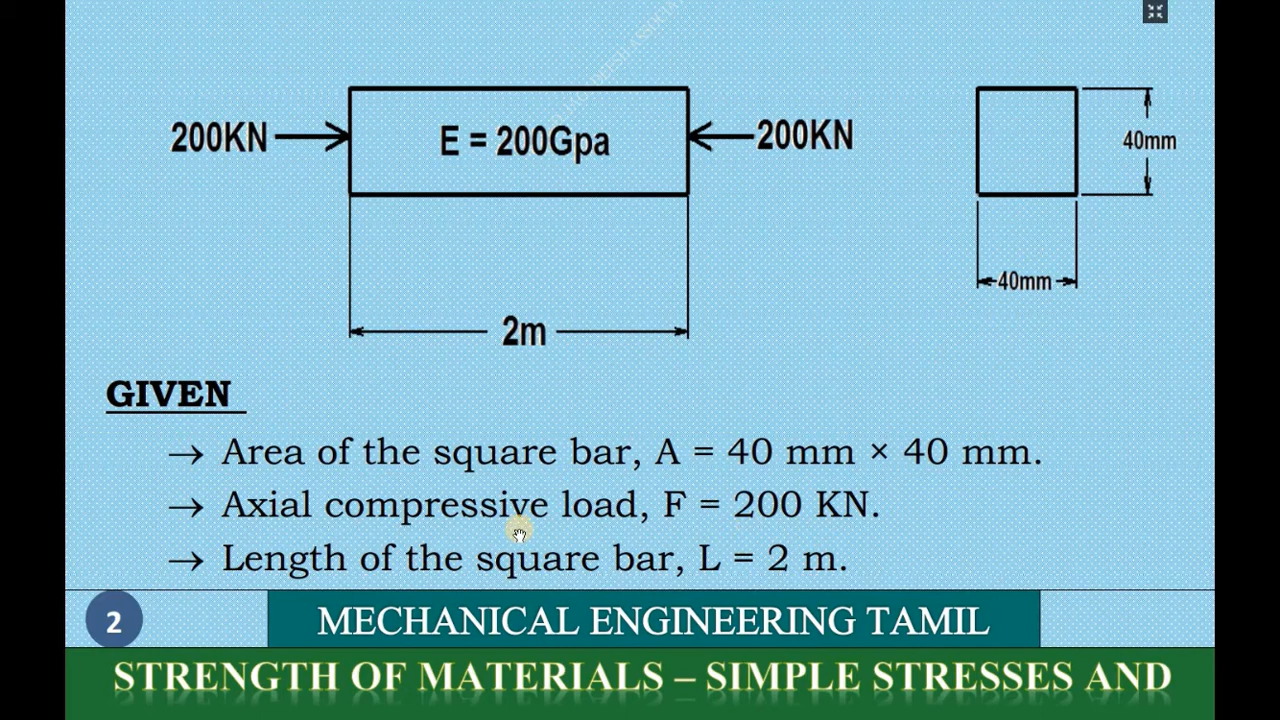 200KN
E = 200Gpa
200KN
40mm
40mm
2m
GIVEN
→ Area of the square bar, A = 40 mm × 40 mm.
→ Axial compressive load, F = 200 KN.
→ Length of the square bar, L = 2 m.
2
MECHANICAL ENGINEERING TAMIL
STRENGTH OF MATERIALS – SIMPLE STRESSES AND